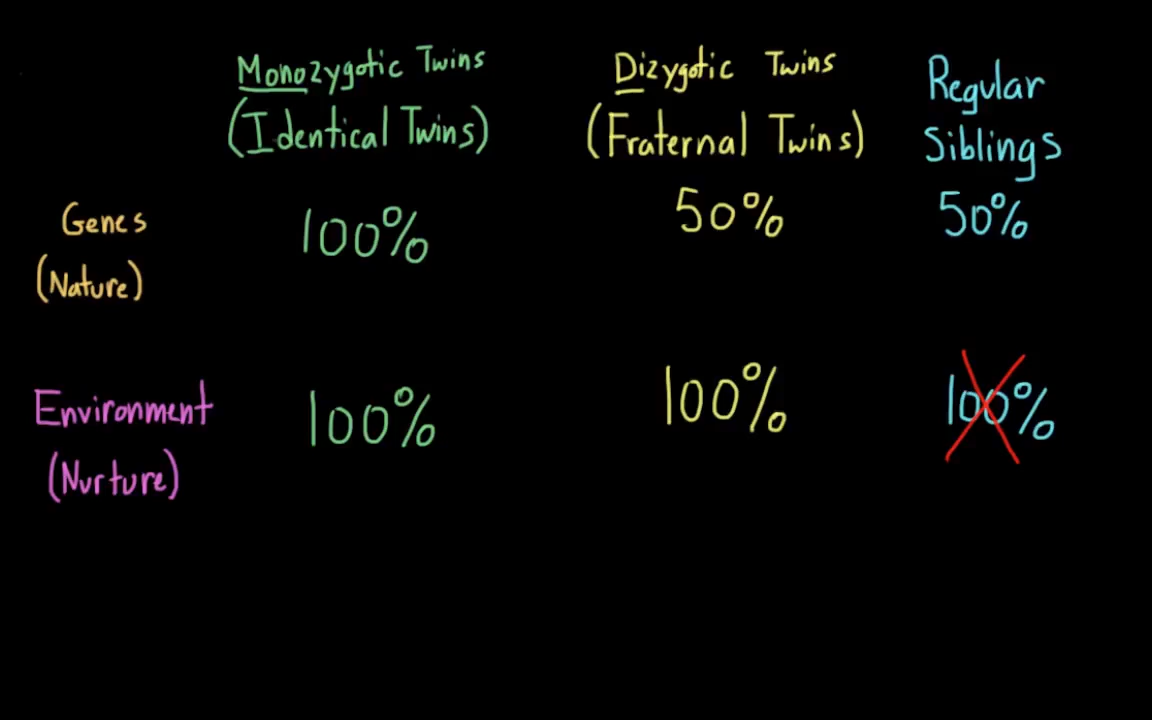 Monozygotic Twins
(Identical Twins)
Dizygotic Twins
(Fraternal Twins)
Regular
Siblings
Genes
(Nature)
100%
50%
50%
Environment
(Nurture)
100%
100%
100%